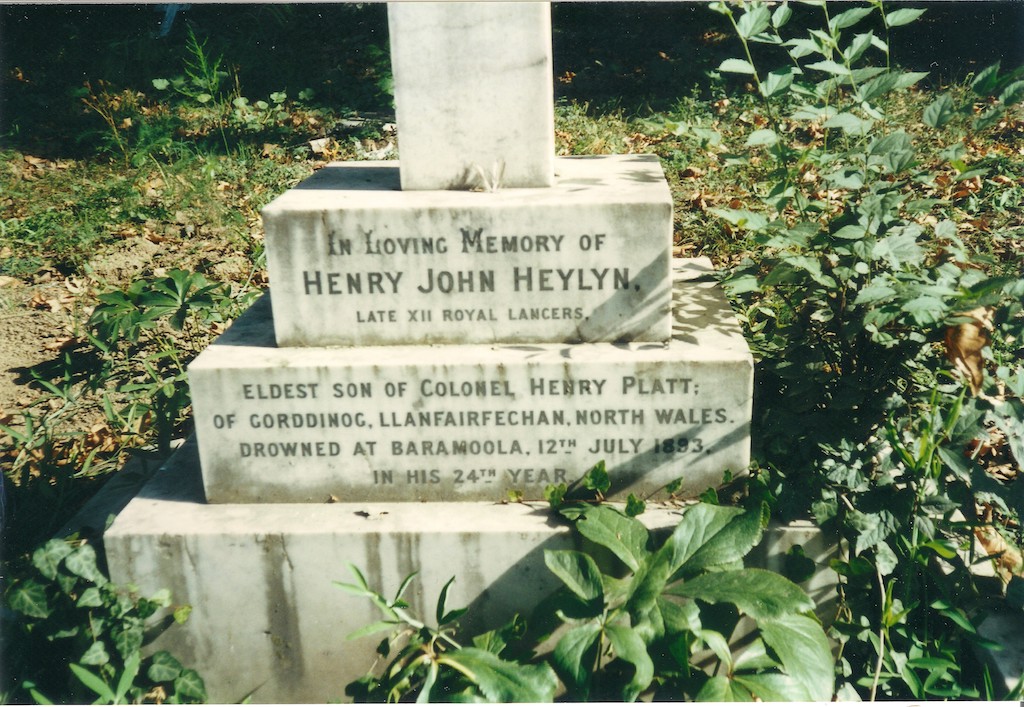 In Loving Memory of
Henry John Heylyn,
LATE XII ROYAL LANCERS,
ELDEST SON OF COLONEL HENRY PLATT;
OF GORDDINOG, LLANFAIRFECHAN, NORTH WALES.
DROWNED AT BARAMOOLA, 12TH JULY 1893,
IN HIS 24TH YEAR.